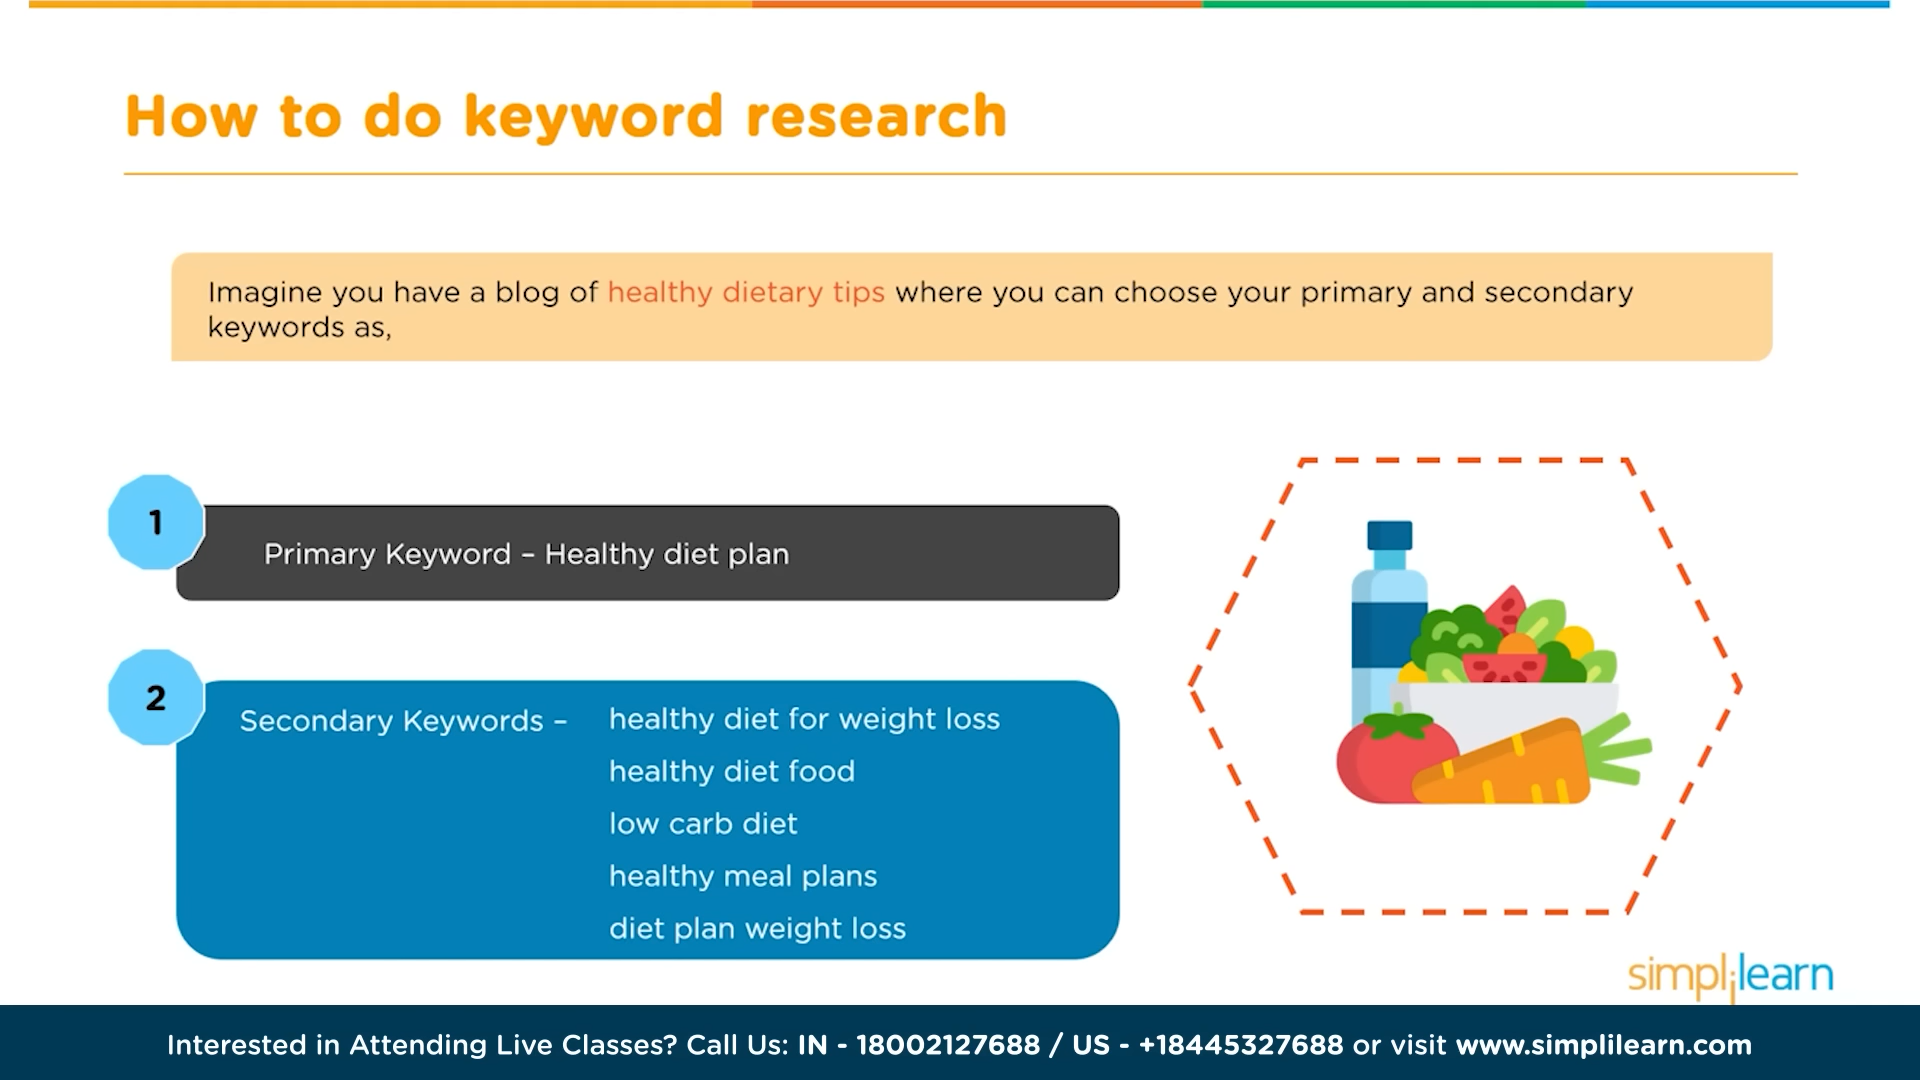 How to do keyword research
Imagine you have a blog of healthy dietary tips where you can choose your primary and secondary
keywords as,
1
Primary Keyword – Healthy diet plan
2
Secondary Keywords –
healthy diet for weight loss
healthy diet food
low carb diet
healthy meal plans
diet plan weight loss
simplilearn
Interested in Attending Live Classes? Call Us: IN - 18002127688 / US - +18445327688 or visit www.simplilearn.com